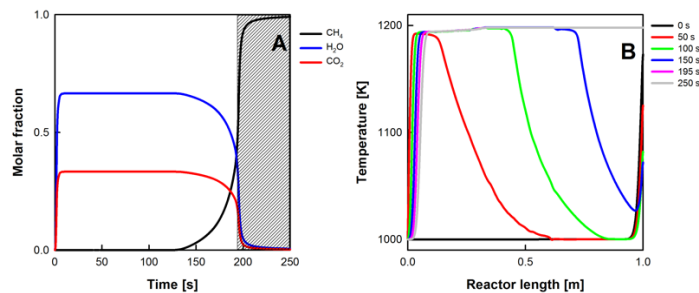 1.0
0.5
0.0
0
50
100
150
200
250
Molar fraction
Time [s]
A
CH₄
H₂O
CO₂
1200
1100
1000
0.0
0.5
1.0
Temperature [K]
Reactor length [m]
B
0 s
50 s
100 s
150 s
195 s
250 s